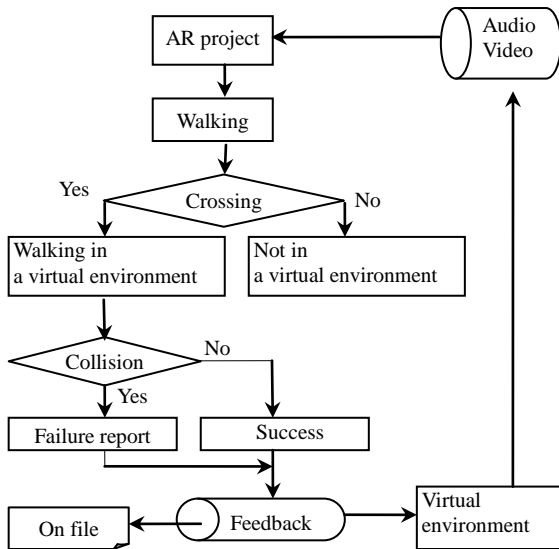 AR project
Audio
Video
Walking
Yes
Crossing
No
Walking in
a virtual environment
Not in
a virtual environment
Collision
No
Yes
Failure report
Success
On file
Feedback
Virtual
environment